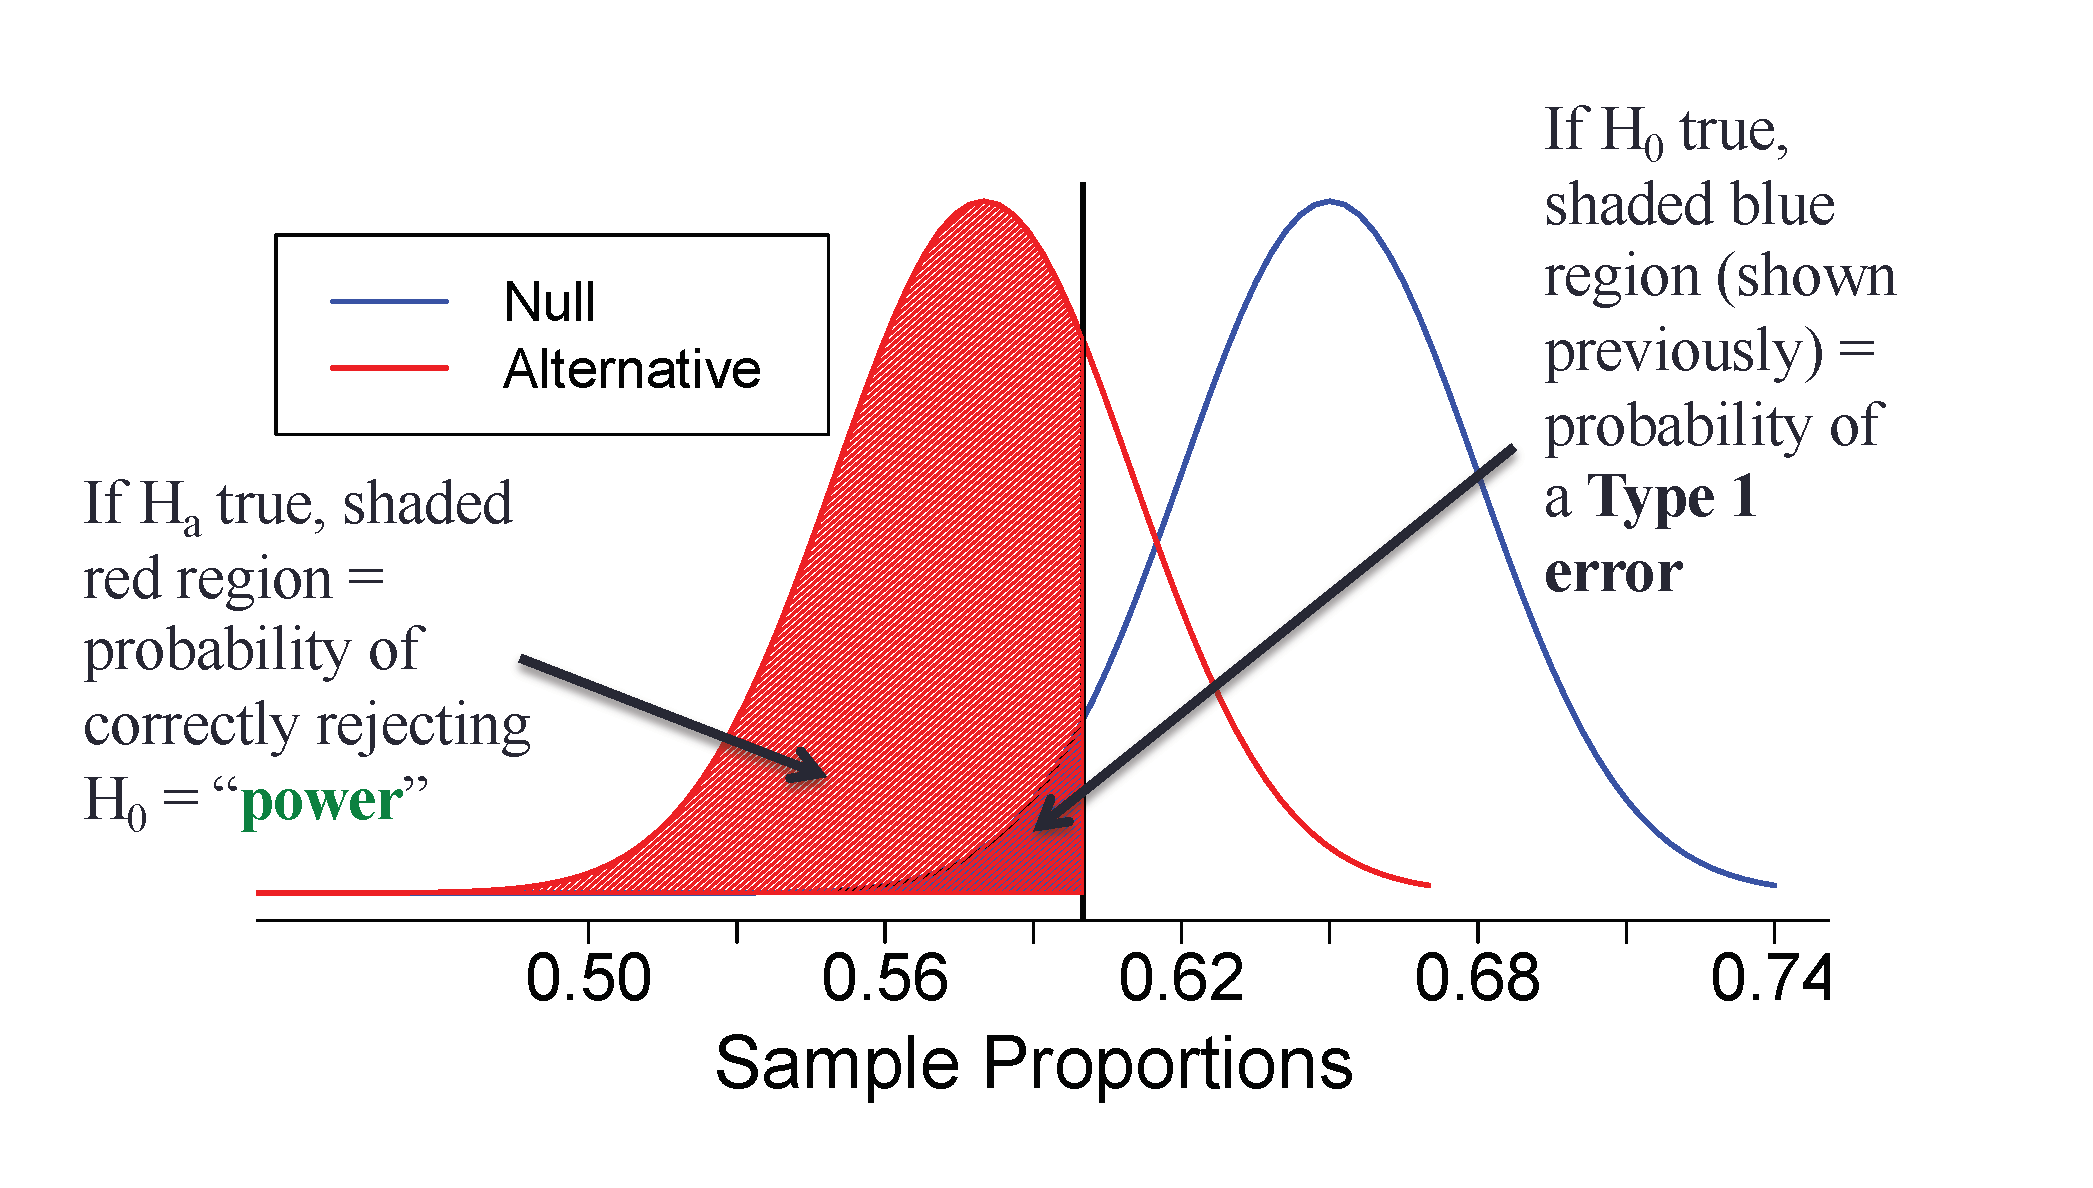 If H₀ true,
shaded blue
region (shown
previously) =
probability of
a Type 1
error
Null
Alternative
If Hₐ true, shaded
red region =
probability of
correctly rejecting
H₀ = “power”
0.50 0.56 0.62 0.68 0.74
Sample Proportions